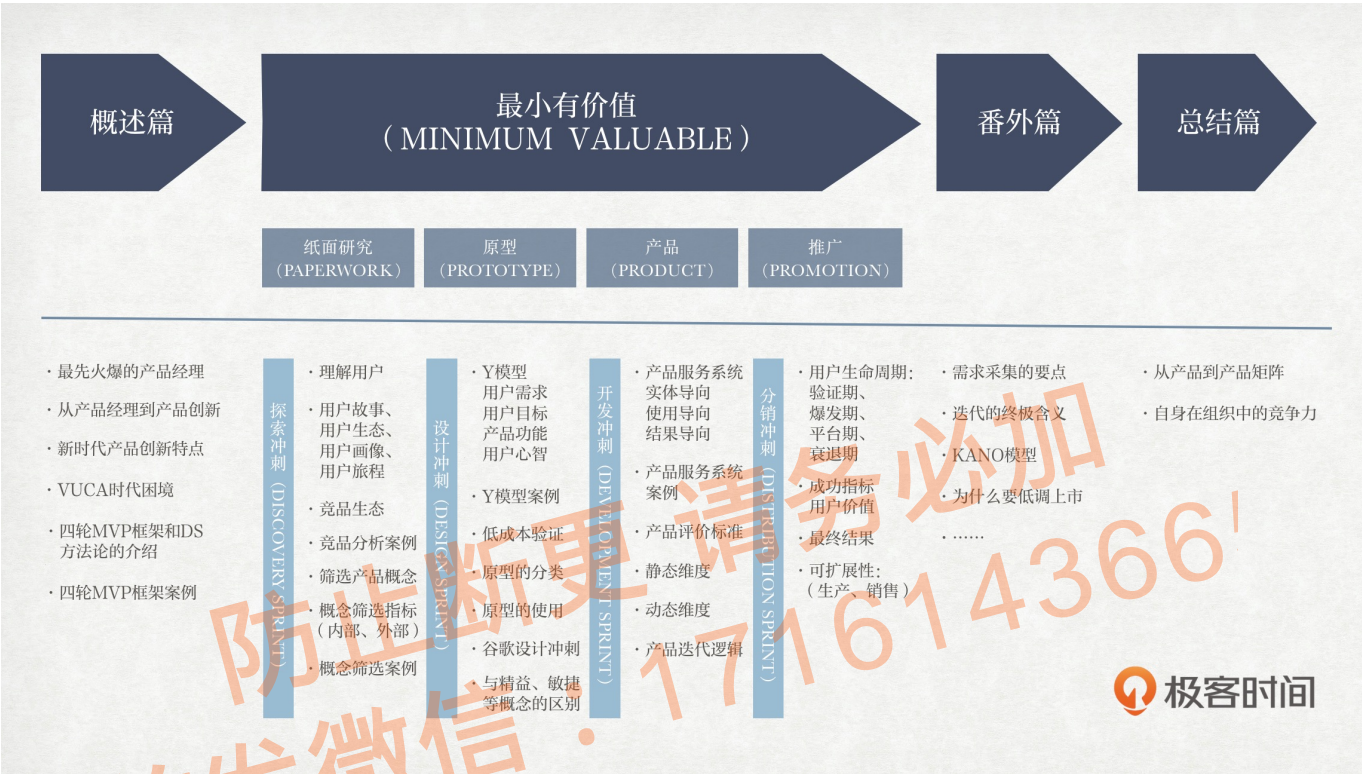 概述篇
最小有价值
（MINIMUM VALUABLE）
番外篇
总结篇
纸面研究
（PAPERWORK）
原型
（PROTOTYPE）
产品
（PRODUCT）
推广
（PROMOTION）
· 最先火爆的产品经理
· 从产品经理到产品创新
· 新时代产品创新特点
· VUCA时代困境
· 四轮MVP框架和DS
方法论的介绍
· 四轮MVP框架案例
探索冲刺（DISCOVERY SPRINT）
· 理解用户
· 用户故事、
用户生态、
用户画像、
用户旅程
· 竞品生态
· 竞品分析案例
· 筛选产品概念
· 概念筛选指标
（内部、外部）
· 概念筛选案例
设计冲刺（DESIGN SPRINT）
· Y模型
用户需求
用户目标
产品功能
用户心智
· Y模型案例
· 低成本验证
· 原型的分类
· 原型的使用
· 谷歌设计冲刺
· 与精益、敏捷
等概念的区别
开发冲刺（DEVELOPMENT SPRINT）
· 产品服务系统
实体导向
使用导向
结果导向
· 产品服务系统
案例
· 产品评价标准
· 静态维度
· 动态维度
· 产品迭代逻辑
分销冲刺（DISTRIBUTION SPRINT）
· 用户生命周期：
验证期、
爆发期、
平台期、
衰退期
· 成功指标
用户价值
· 最终结果
· 可扩展性：
（生产、销售）
· 需求采集的要点
· 迭代的终极含义
· KANO模型
· 为什么要低调上市
· ……
· 从产品到产品矩阵
· 自身在组织中的竞争力
极客时间
防止断更 请务必加
发微信：171614366